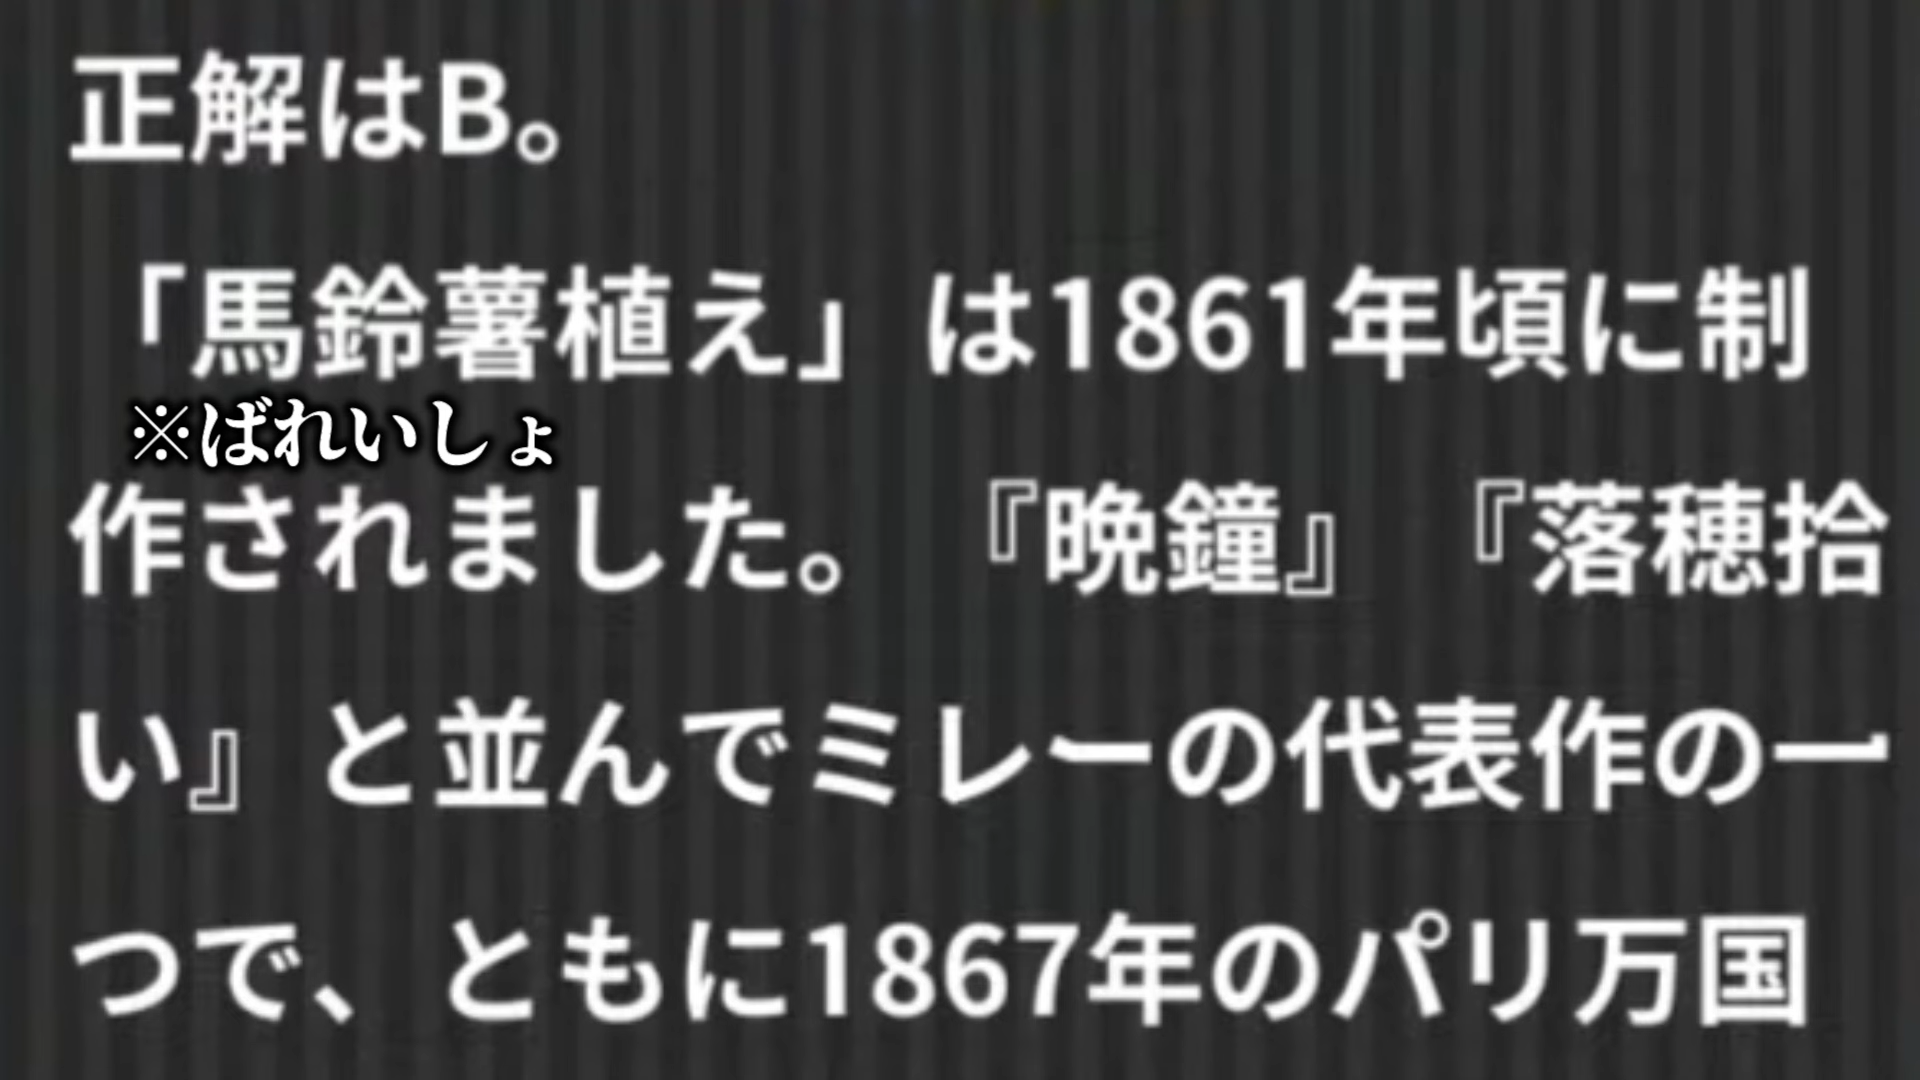 正解はB。
「馬鈴薯植え」は1861年頃に制
※ばれいしょ
作されました。『晩鐘』『落穂拾
い』と並んでミレーの代表作の一
つで、ともに1867年のパリ万国